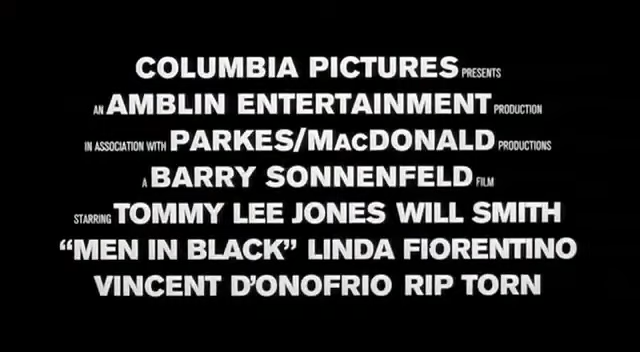 COLUMBIA PICTURES PRESENTS
AN AMBLIN ENTERTAINMENT PRODUCTION
IN ASSOCIATION WITH PARKES/MACDONALD PRODUCTIONS
A BARRY SONNENFELD FILM
STARRING TOMMY LEE JONES WILL SMITH
“MEN IN BLACK” LINDA FIORENTINO
VINCENT D'ONOFRIO RIP TORN